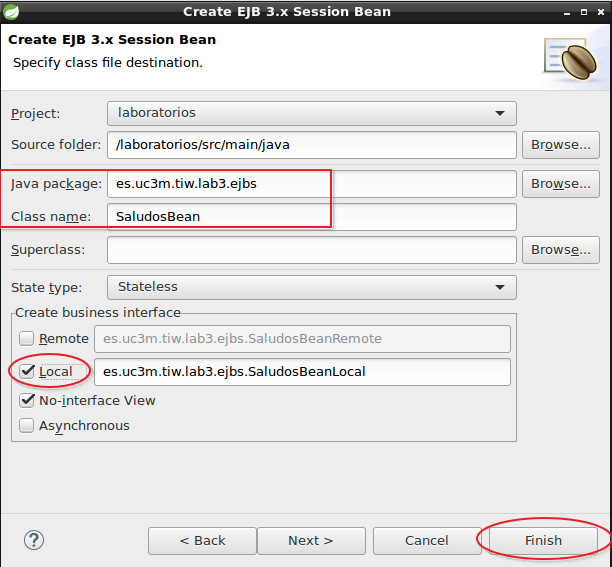 Create EJB 3.x Session Bean
Create EJB 3.x Session Bean
Specify class file destination.
Project: laboratorios
Source folder: /laboratorios/src/main/java Browse...
Java package: es.uc3m.tiw.lab3.ejbs Browse...
Class name: SaludosBean
Superclass: Browse...
State type: Stateless
Create business interface
Remote es.uc3m.tiw.lab3.ejbs.SaludosBeanRemote
Local es.uc3m.tiw.lab3.ejbs.SaludosBeanLocal
No-interface View
Asynchronous
? < Back Next > Cancel Finish